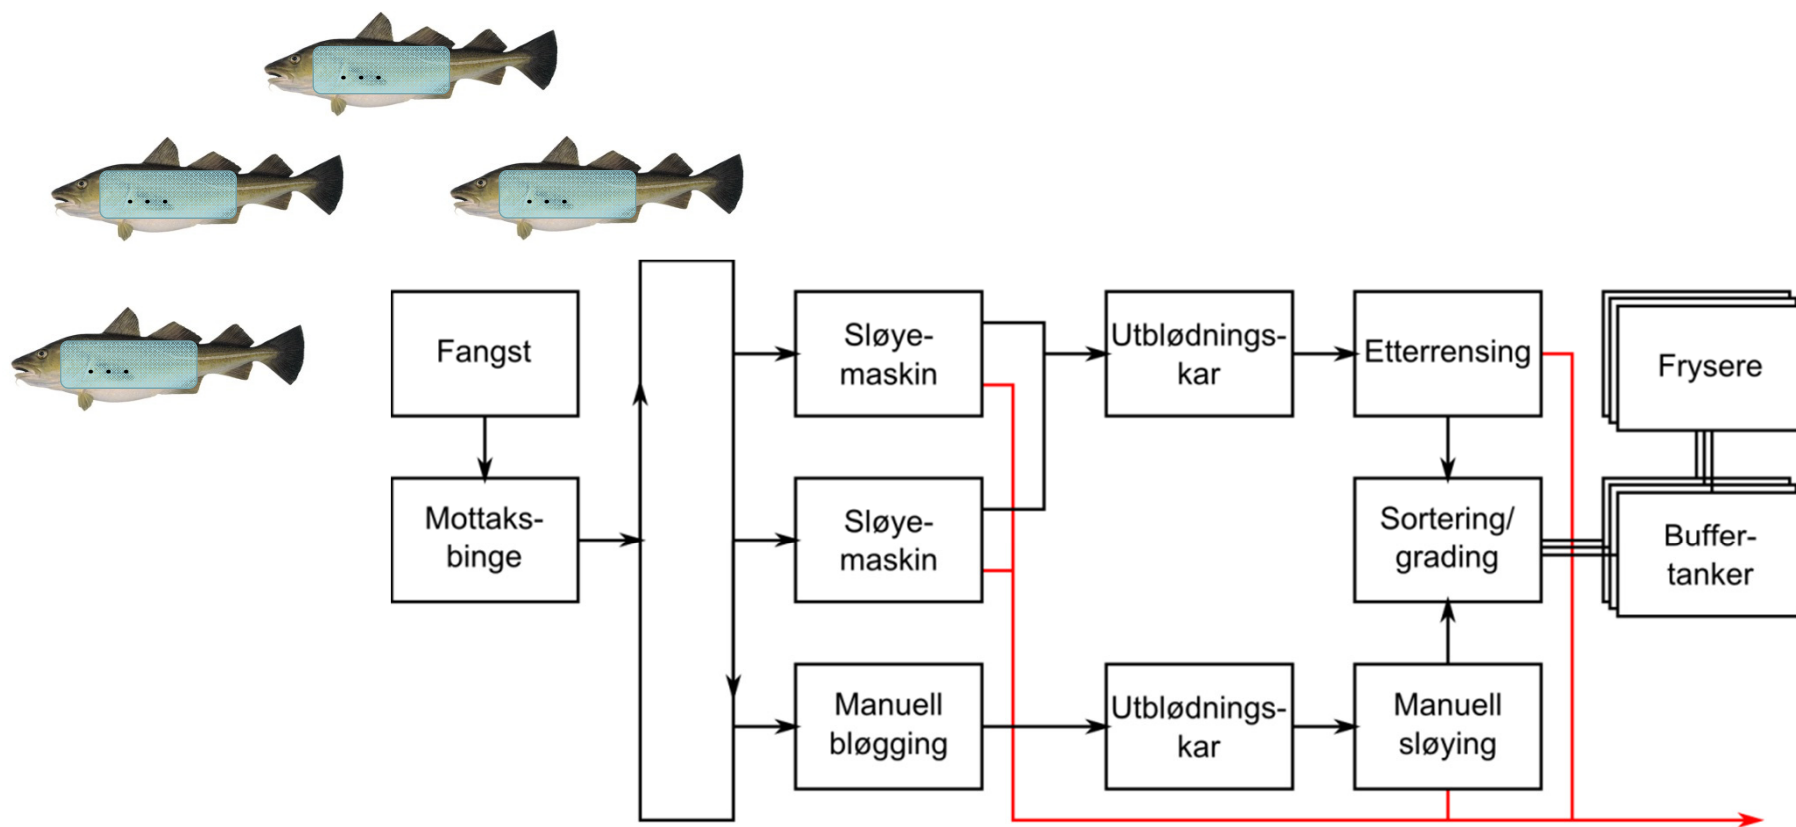 Fangst
Mottaks-
binge
Sløye-
maskin
Sløye-
maskin
Manuell
bløgging
Utblødnings-
kar
Utblødnings-
kar
Etterrensing
Sortering/
grading
Manuell
sløying
Frysere
Buffer-
tanker